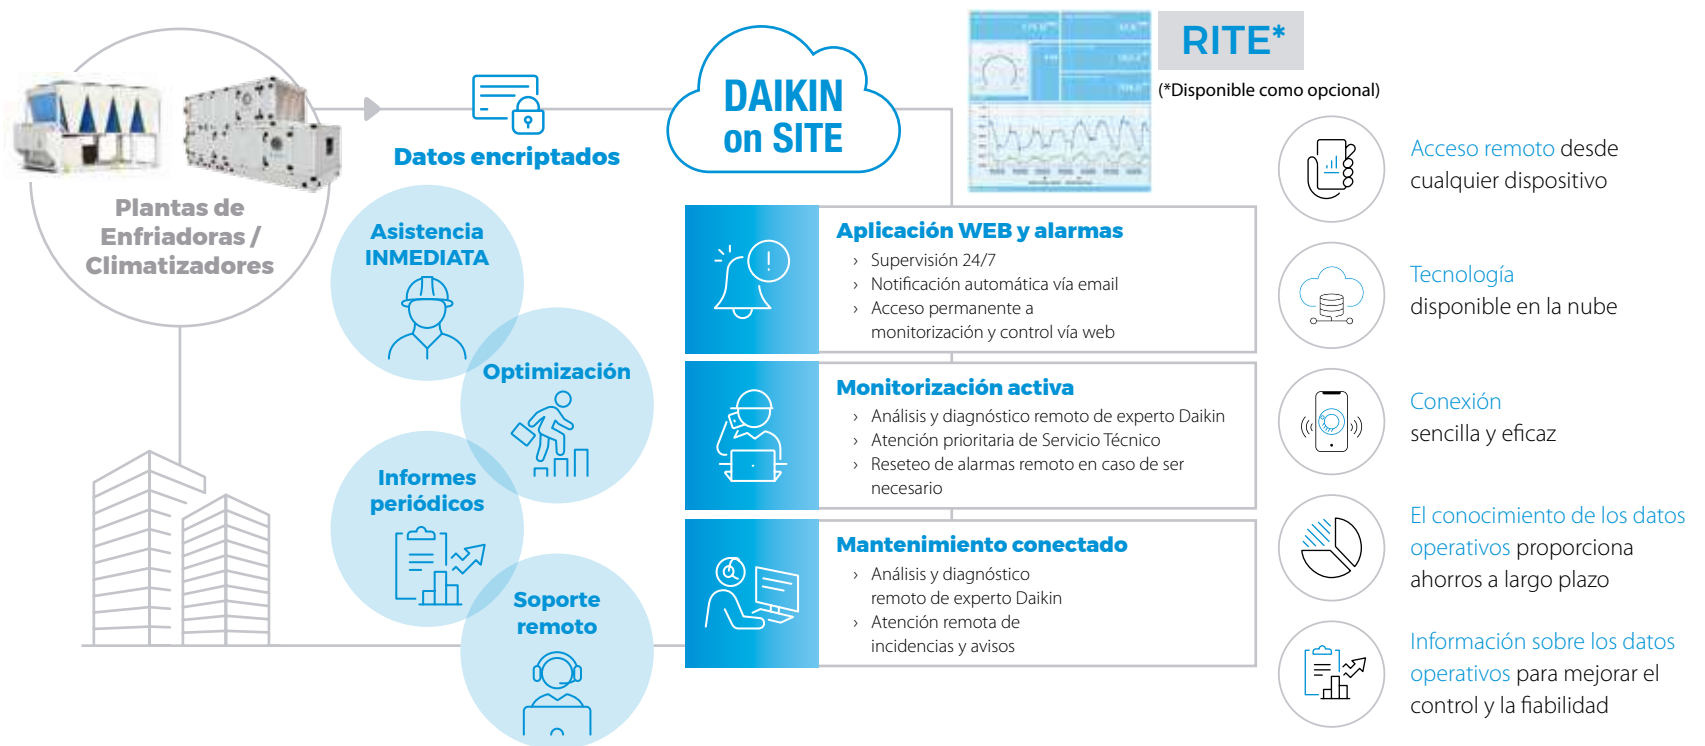 Plantas de
Enfriadoras /
Climatizadores
Datos encriptados
DAIKIN
on SITE
RITE*
(*Disponible como opcional)
Asistencia
INMEDIATA
Optimización
Informes
periódicos
Soporte
remoto
Aplicación WEB y alarmas
› Supervisión 24/7
› Notificación automática vía email
› Acceso permanente a
monitorización y control vía web
Monitorización activa
› Análisis y diagnóstico remoto de experto Daikin
› Atención prioritaria de Servicio Técnico
› Reseteo de alarmas remoto en caso de ser
necesario
Mantenimiento conectado
› Análisis y diagnóstico
remoto de experto Daikin
› Atención remota de
incidencias y avisos
Acceso remoto desde
cualquier dispositivo
Tecnología
disponible en la nube
Conexión
sencilla y eficaz
El conocimiento de los datos
operativos proporciona
ahorros a largo plazo
Información sobre los datos
operativos para mejorar el
control y la fiabilidad